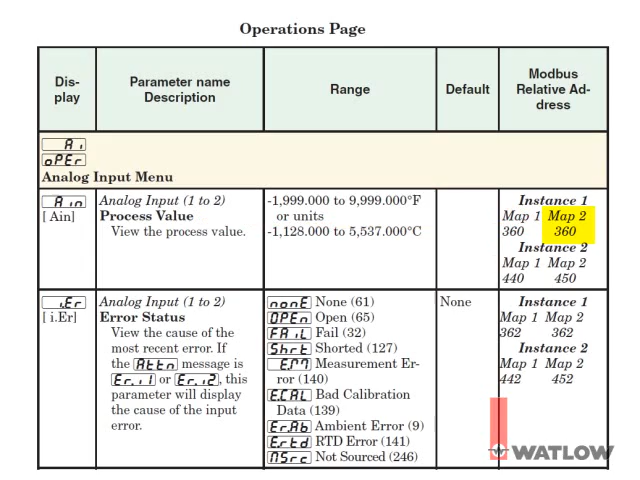 Operations Page
Dis-
play
Parameter name
Description
Range
Default
Modbus
Relative Ad-
dress
Ai
oPEr
Analog Input Menu
Ain
[ Ain]
Analog Input (1 to 2)
Process Value
View the process value.
-1,999.000 to 9,999.000°F
or units
-1,128.000 to 5,537.000°C
Instance 1
Map 1 Map 2
360 360
Instance 2
Map 1 Map 2
440 450
i.Er
[ i.Er]
Analog Input (1 to 2)
Error Status
View the cause of the
most recent error. If
the Attn message is
Er.i1 or Er.i2, this
parameter will display
the cause of the input
error.
nonE None (61)
OPEn Open (65)
FAiL Fail (32)
Shrt Shorted (127)
E.M Measurement Er-
ror (140)
E.CAL Bad Calibration
Data (139)
Er.Ab Ambient Error (9)
E.rtd RTD Error (141)
MSrc Not Sourced (246)
None
Instance 1
Map 1 Map 2
362 362
Instance 2
Map 1 Map 2
442 452
WATLOW